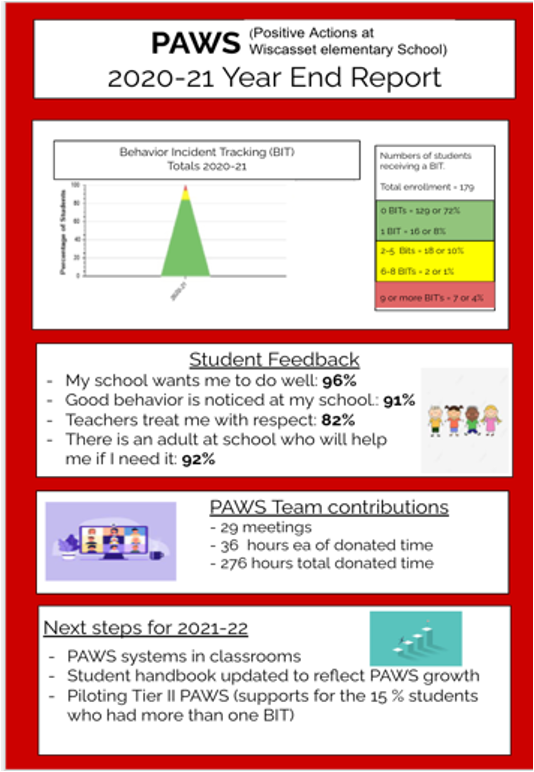 PAWS (Positive Actions at
Wiscasset elementary School)
2020-21 Year End Report
Behavior Incident Tracking (BIT)
Totals 2020-21
Percentage of Students
100
80
60
40
20
0
2020-21
Numbers of students
receiving a BIT.
Total enrollment = 179
0 BITs = 129 or 72%
1 BIT = 16 or 8%
2-5 Bits = 18 or 10%
6-8 BITs = 2 or 1%
9 or more BIT's = 7 or 4%
Student Feedback
- My school wants me to do well: 96%
- Good behavior is noticed at my school.: 91%
- Teachers treat me with respect: 82%
- There is an adult at school who will help
me if I need it: 92%
PAWS Team contributions
- 29 meetings
- 36 hours ea of donated time
- 276 hours total donated time
Next steps for 2021-22
- PAWS systems in classrooms
- Student handbook updated to reflect PAWS growth
- Piloting Tier II PAWS (supports for the 15 % students
who had more than one BIT)